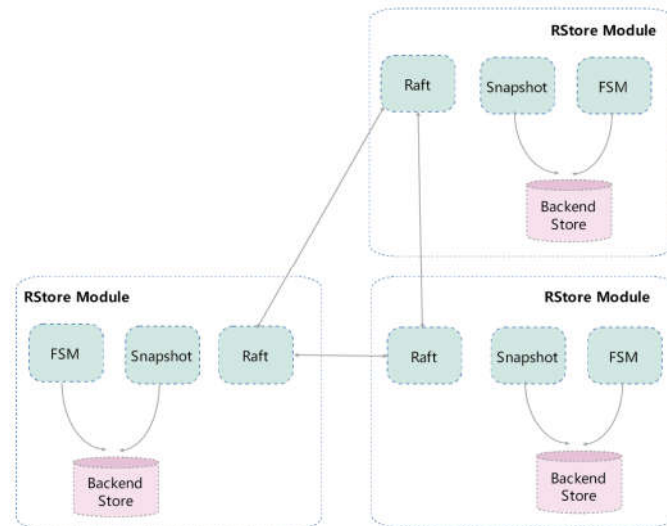 RStore Module
Raft
Snapshot
FSM
Backend
Store
RStore Module
FSM
Snapshot
Raft
Backend
Store
RStore Module
Raft
Snapshot
FSM
Backend
Store